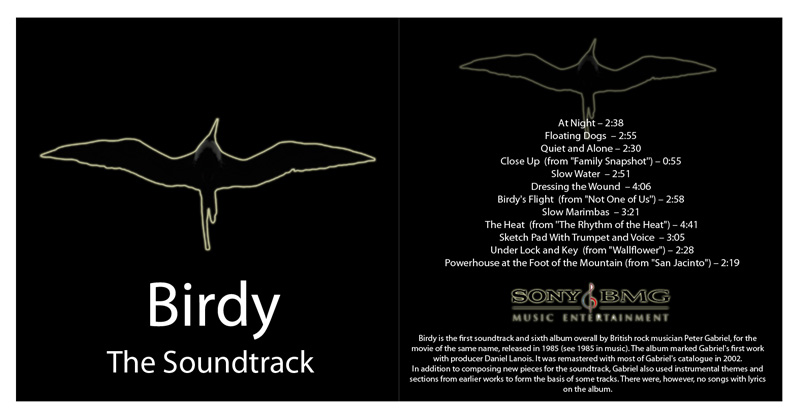 Birdy
The Soundtrack
At Night – 2:38
Floating Dogs – 2:55
Quiet and Alone – 2:30
Close Up (from "Family Snapshot") – 0:55
Slow Water – 2:51
Dressing the Wound – 4:06
Birdy's Flight (from "Not One of Us") – 2:58
Slow Marimbas – 3:21
The Heat (from "The Rhythm of the Heat") – 4:41
Sketch Pad With Trumpet and Voice – 3:05
Under Lock and Key (from "Wallflower") – 2:28
Powerhouse at the Foot of the Mountain (from "San Jacinto") – 2:19
SONY BMG
MUSIC ENTERTAINMENT
Birdy is the first soundtrack and sixth album overall by British rock musician Peter Gabriel, for the
movie of the same name, released in 1985 (see 1985 in music). The album marked Gabriel's first work
with producer Daniel Lanois. It was remastered with most of Gabriel's catalogue in 2002.
In addition to composing new pieces for the soundtrack, Gabriel also used instrumental themes and
sections from earlier works to form the basis of some tracks. There were, however, no songs with lyrics
on the album.